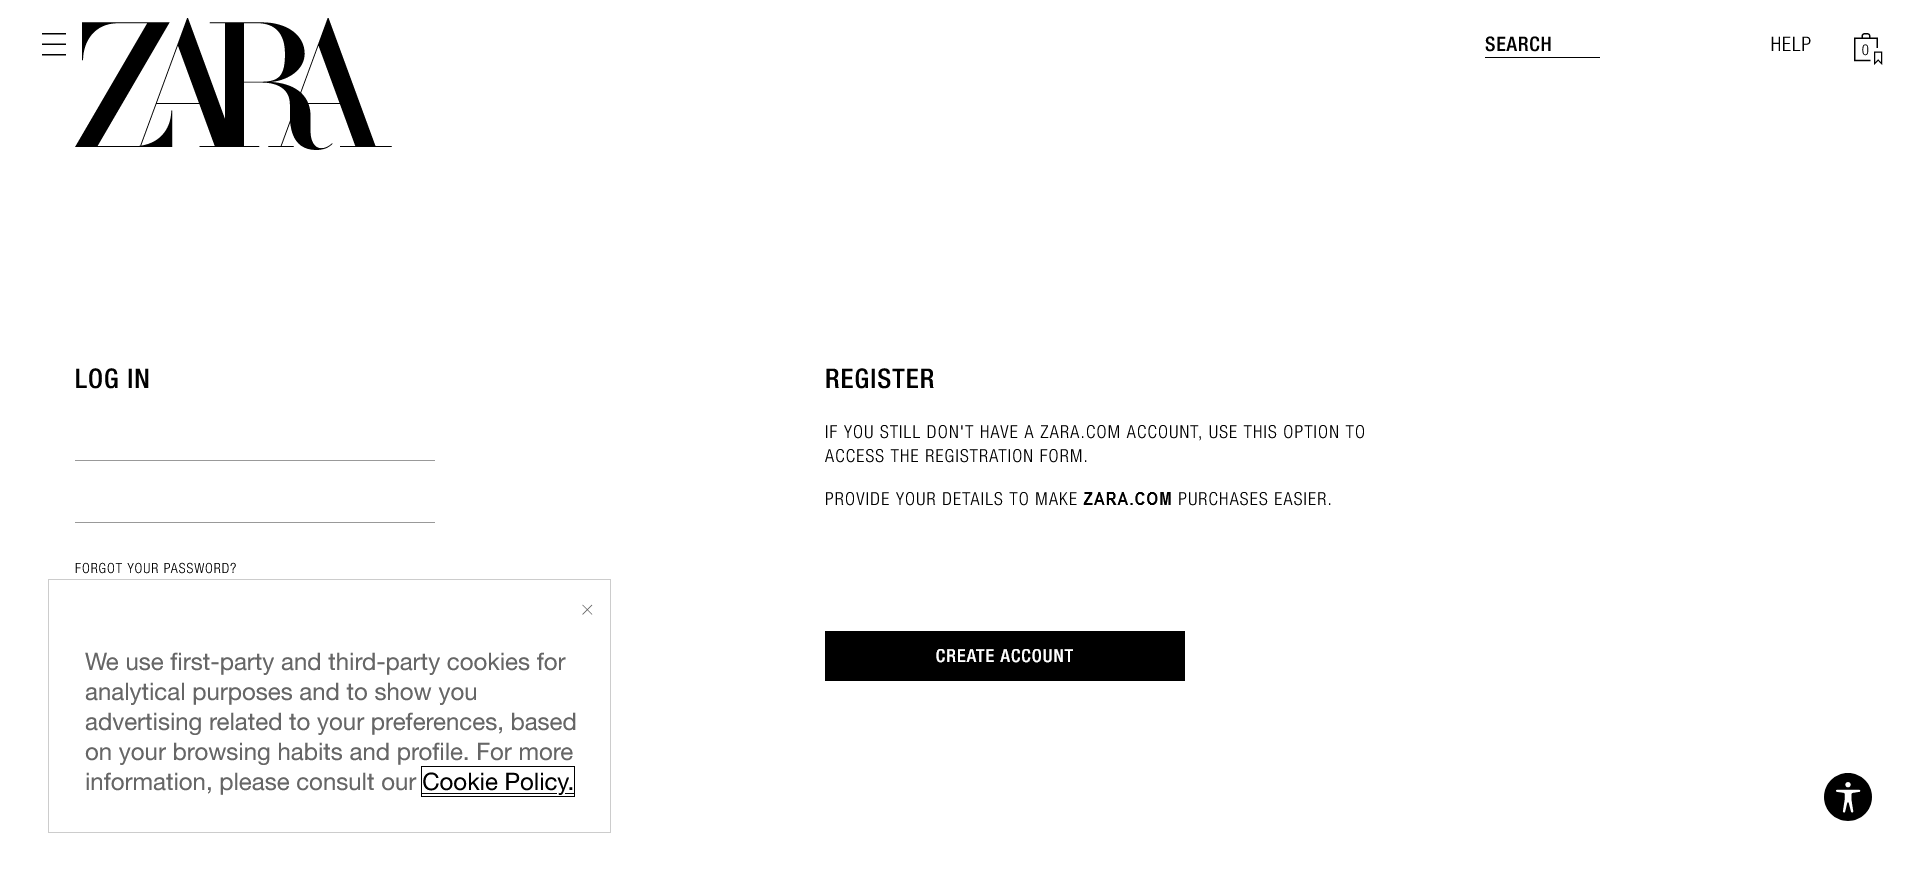 ZARA
SEARCH
HELP
0
LOG IN
FORGOT YOUR PASSWORD?
REGISTER
IF YOU STILL DON'T HAVE A ZARA.COM ACCOUNT, USE THIS OPTION TO
ACCESS THE REGISTRATION FORM.
PROVIDE YOUR DETAILS TO MAKE ZARA.COM PURCHASES EASIER.
CREATE ACCOUNT
We use first-party and third-party cookies for
analytical purposes and to show you
advertising related to your preferences, based
on your browsing habits and profile. For more
information, please consult our Cookie Policy.